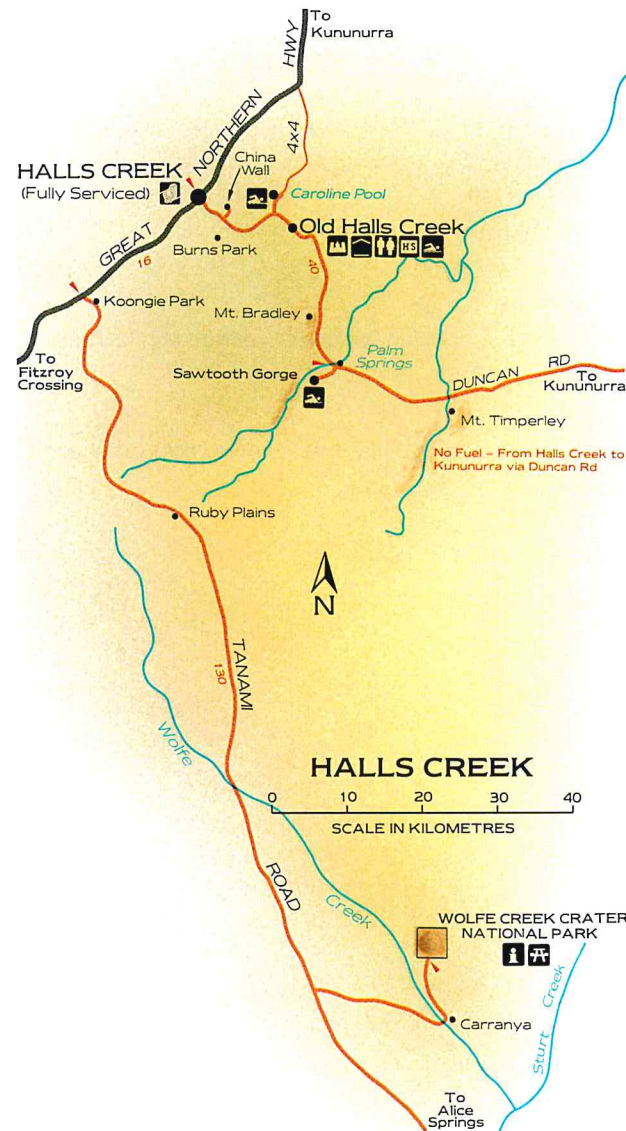 To
Kununurra
HWY
NORTHERN
GREAT
4x4
China
Wall
HALLS CREEK
(Fully Serviced)
Caroline Pool
Old Halls Creek
HS
Burns Park
16
40
Koongie Park
Mt. Bradley
To
Fitzroy
Crossing
Palm
Springs
Sawtooth Gorge
DUNCAN RD
To
Kununurra
Mt. Timperley
No Fuel – From Halls Creek to
Kununurra via Duncan Rd
Ruby Plains
N
TANAMI
130
Wolfe
HALLS CREEK
0 10 20 30 40
SCALE IN KILOMETRES
ROAD
Creek
WOLFE CREEK CRATER
NATIONAL PARK
i
Sturt Creek
Carranya
To
Alice
Springs